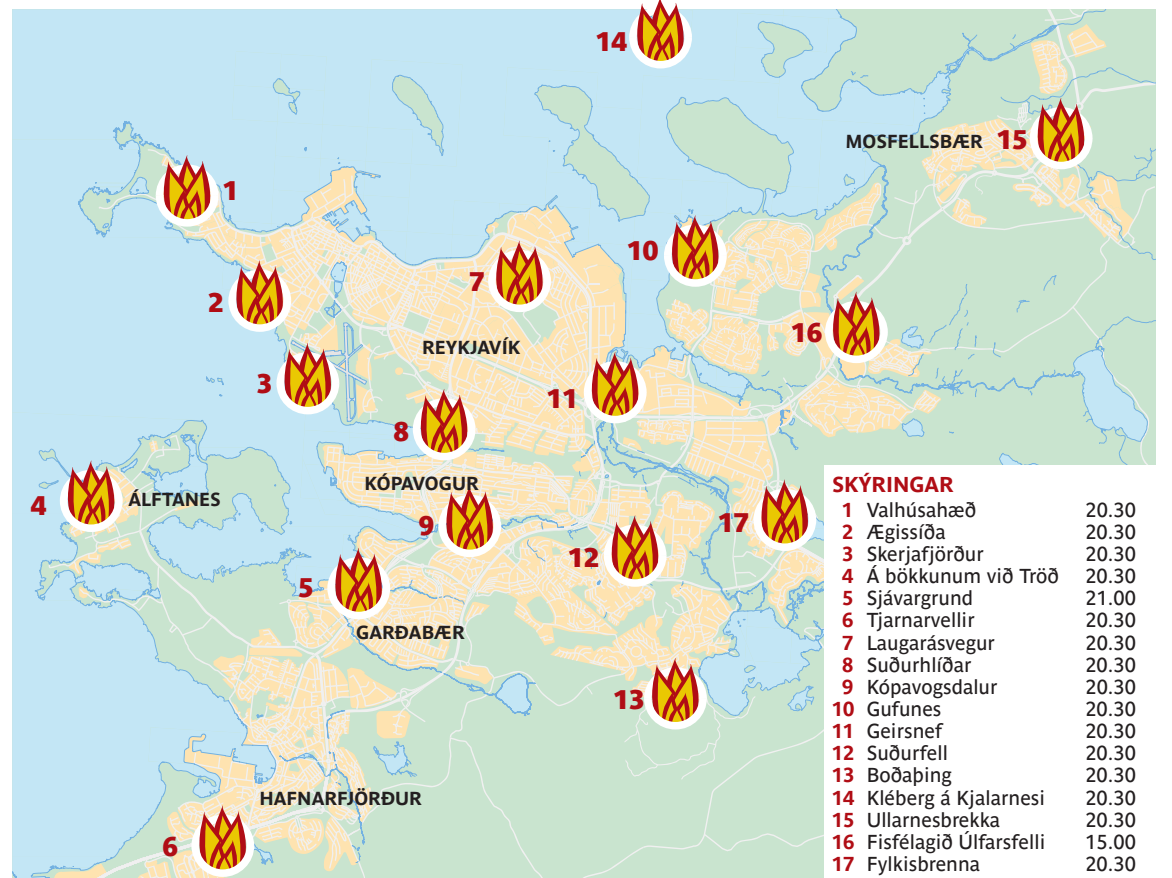 14
MOSFELLSBÆR 15
1
10
7
2
16
REYKJAVÍK
3
11
8
KÓPAVOGUR
4 ÁLFTANES
9
17
12
5
GARÐABÆR
13
HAFNARFJÖRÐUR
6
SKÝRINGAR
1 Valhúsahæð 20.30
2 Ægissíða 20.30
3 Skerjafjörður 20.30
4 Á bökkunum við Tröð 20.30
5 Sjávargrund 21.00
6 Tjarnarvellir 20.30
7 Laugarásvegur 20.30
8 Suðurhlíðar 20.30
9 Kópavogsdalur 20.30
10 Gufunes 20.30
11 Geirsnef 20.30
12 Suðurfell 20.30
13 Boðaþing 20.30
14 Kléberg á Kjalarnesi 20.30
15 Ullarnesbrekka 20.30
16 Fisfélagið Úlfarsfelli 15.00
17 Fylkisbrenna 20.30